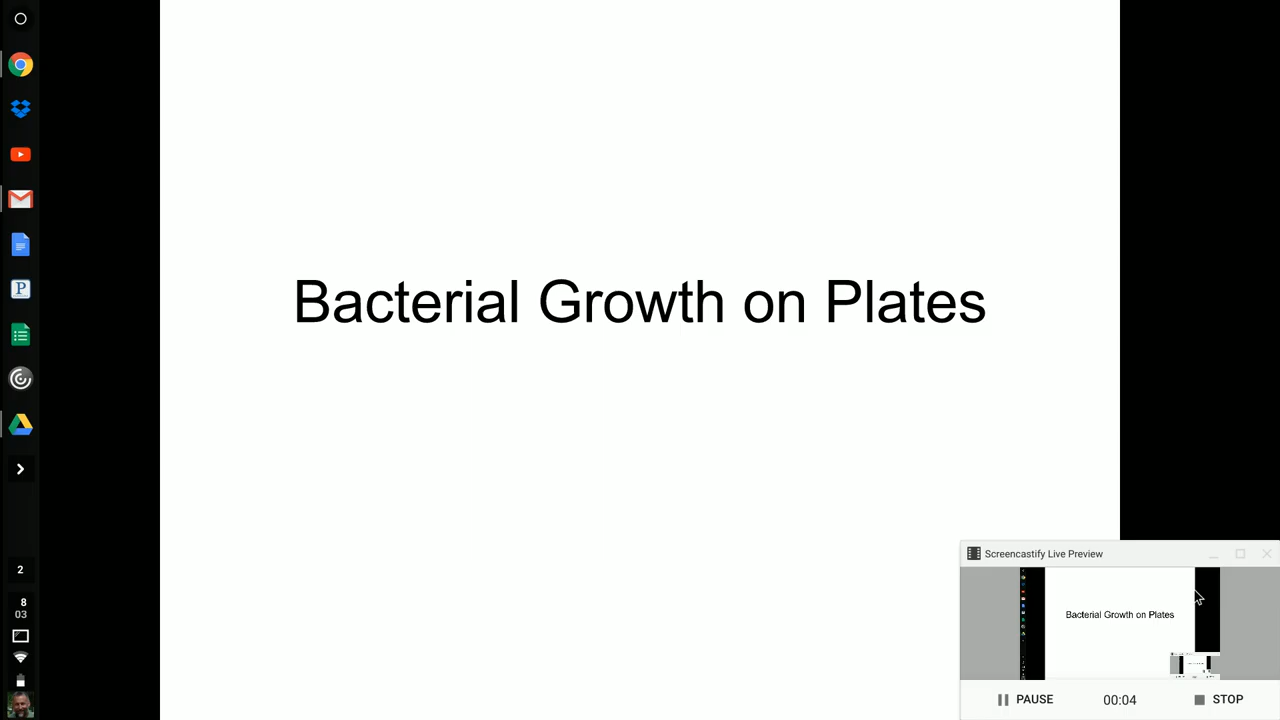 Bacterial Growth on Plates
P
2
8
03
Screencastify Live Preview
Bacterial Growth on Plates
PAUSE 00:04 STOP